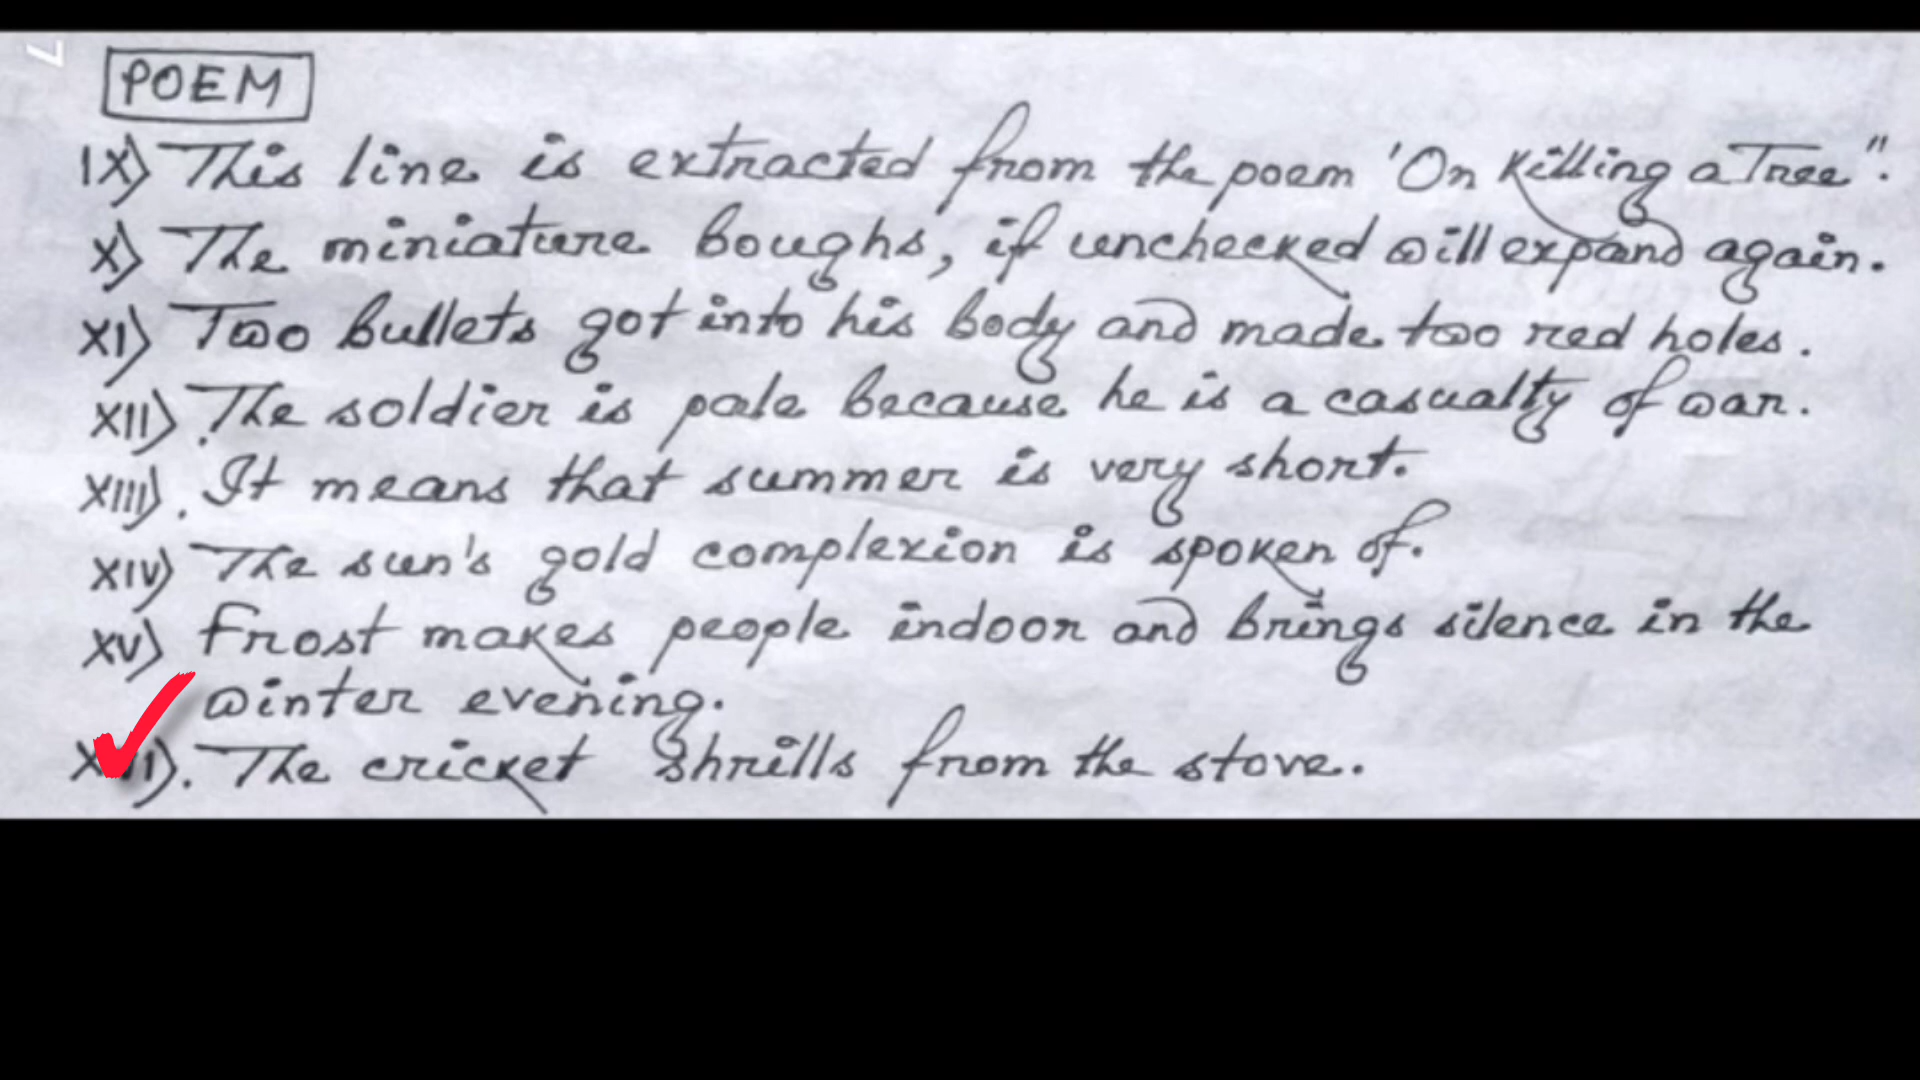 POEM
IX) This line is extracted from the poem 'On Killing a Tree".
X) The miniature boughs, if unchecked will expand again.
XI) Two bullets got into his body and made two red holes.
XII). The soldier is pale because he is a casualty of war.
XIII). It means that summer is very short.
XIV) The sun's gold complexion is spoken of.
XV) Frost makes people indoor and brings silence in the
winter evening.
The cricket shrills from the stove.